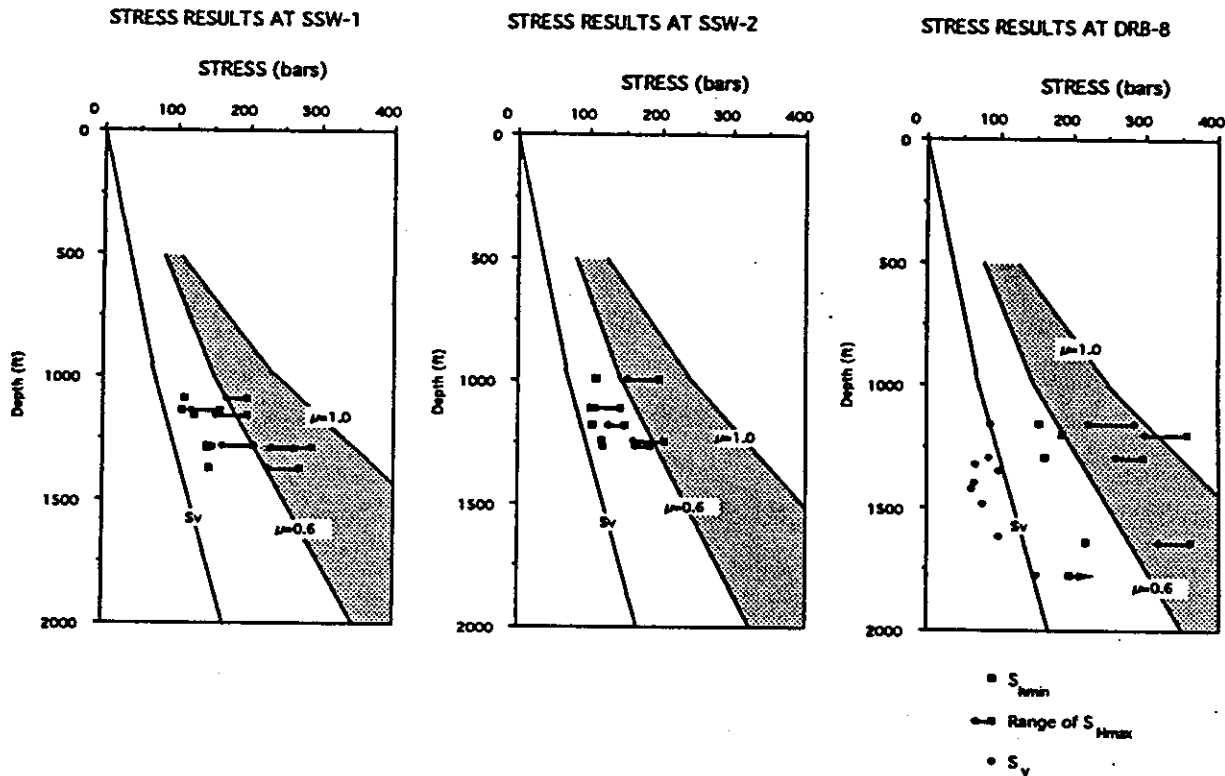 STRESS RESULTS AT SSW-1
STRESS (bars)
0 100 200 300 400
0
500
1000
1500
2000
Depth (ft)
μ=1.0
Sv
μ=0.6
STRESS RESULTS AT SSW-2
STRESS (bars)
0 100 200 300 400
0
500
1000
1500
2000
Depth (ft)
μ=1.0
Sv
μ=0.6
STRESS RESULTS AT DRB-8
STRESS (bars)
0 100 200 300 400
0
500
1000
1500
2000
Depth (ft)
μ=1.0
Sv
μ=0.6
S hmin
Range of S Hmax
S v